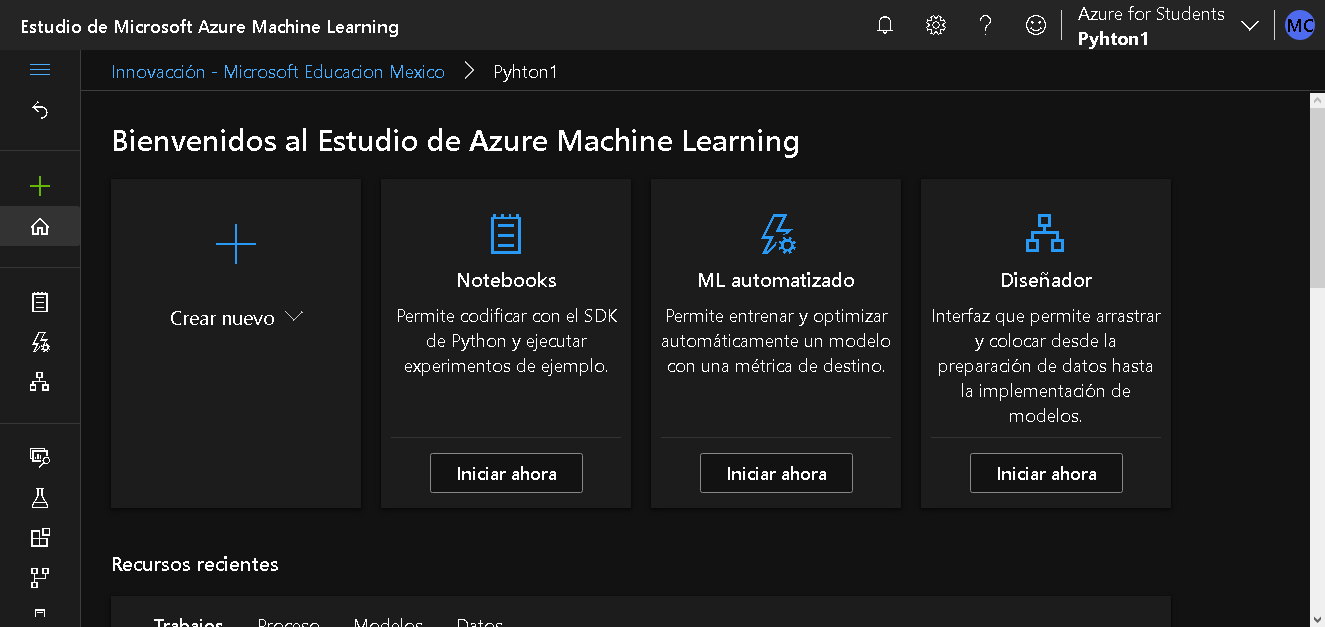 Estudio de Microsoft Azure Machine Learning
Azure for Students
Pyhton1
MC
Innovacción - Microsoft Educacion Mexico
Pyhton1
Bienvenidos al Estudio de Azure Machine Learning
Crear nuevo
Notebooks
Permite codificar con el SDK
de Python y ejecutar
experimentos de ejemplo.
Iniciar ahora
ML automatizado
Permite entrenar y optimizar
automáticamente un modelo
con una métrica de destino.
Iniciar ahora
Diseñador
Interfaz que permite arrastrar
y colocar desde la
preparación de datos hasta
la implementación de
modelos.
Iniciar ahora
Recursos recientes
Trabajos Proceso Modelos Datos